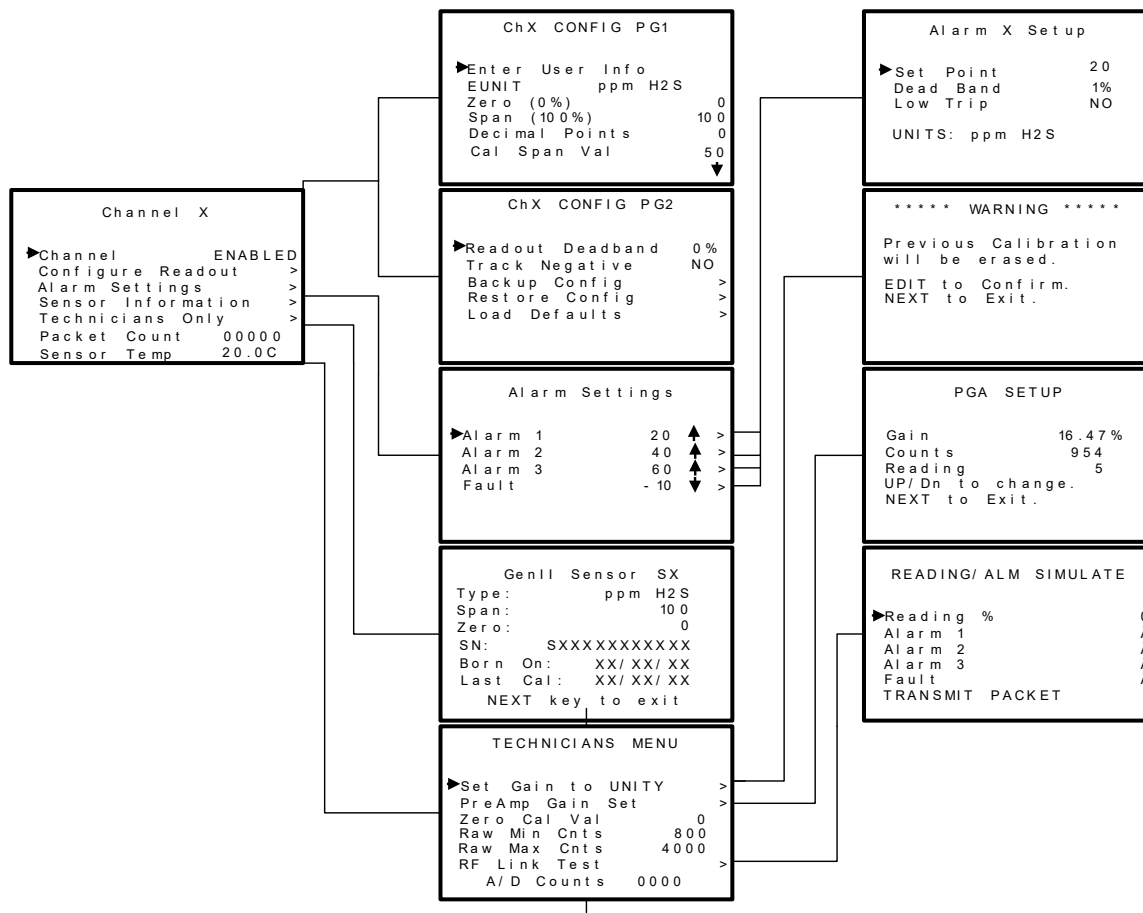 Channel X
Channel ENABLED
Configure Readout >
Alarm Settings >
Sensor Information >
Technicians Only >
Packet Count 00000
Sensor Temp 20.0C
ChX CONFIG PG1
Enter User Info
EUNIT ppm H2S
Zero (0%) 0
Span (100%) 100
Decimal Points 0
Cal Span Val 50
ChX CONFIG PG2
Readout Deadband 0%
Track Negative NO
Backup Config >
Restore Config >
Load Defaults >
Alarm Settings
Alarm 1 20 >
Alarm 2 40 >
Alarm 3 60 >
Fault -10 >
GenII Sensor SX
Type: ppm H2S
Span: 100
Zero: 0
SN: SXXXXXXXXXXX
Born On: XX/XX/XX
Last Cal: XX/XX/XX
NEXT key to exit
TECHNICIANS MENU
Set Gain to UNITY >
PreAmp Gain Set >
Zero Cal Val 0
Raw Min Cnts 800
Raw Max Cnts 4000
RF Link Test >
A/D Counts 0000
Alarm X Setup
Set Point 20
Dead Band 1%
Low Trip NO
UNITS: ppm H2S
***** WARNING *****
Previous Calibration
will be erased.
EDIT to Confirm.
NEXT to Exit.
PGA SETUP
Gain 16.47%
Counts 954
Reading 5
UP/Dn to change.
NEXT to Exit.
READING/ALM SIMULATE
Reading %
Alarm 1
Alarm 2
Alarm 3
Fault
TRANSMIT PACKET